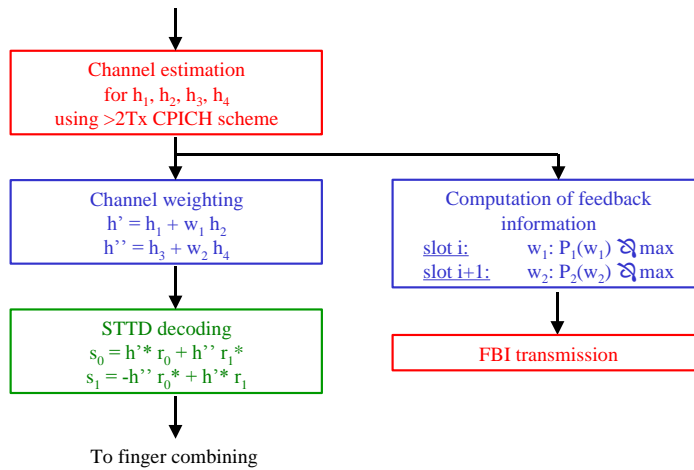 Channel estimation
for h₁, h₂, h₃, h₄
using >2Tx CPICH scheme
Channel weighting
h' = h₁ + w₁ h₂
h'' = h₃ + w₂ h₄
Computation of feedback
information
slot i: w₁: P₁(w₁) max
slot i+1: w₂: P₂(w₂) max
STTD decoding
s₀ = h'* r₀ + h'' r₁*
s₁ = -h'' r₀* + h'* r₁
FBI transmission
To finger combining